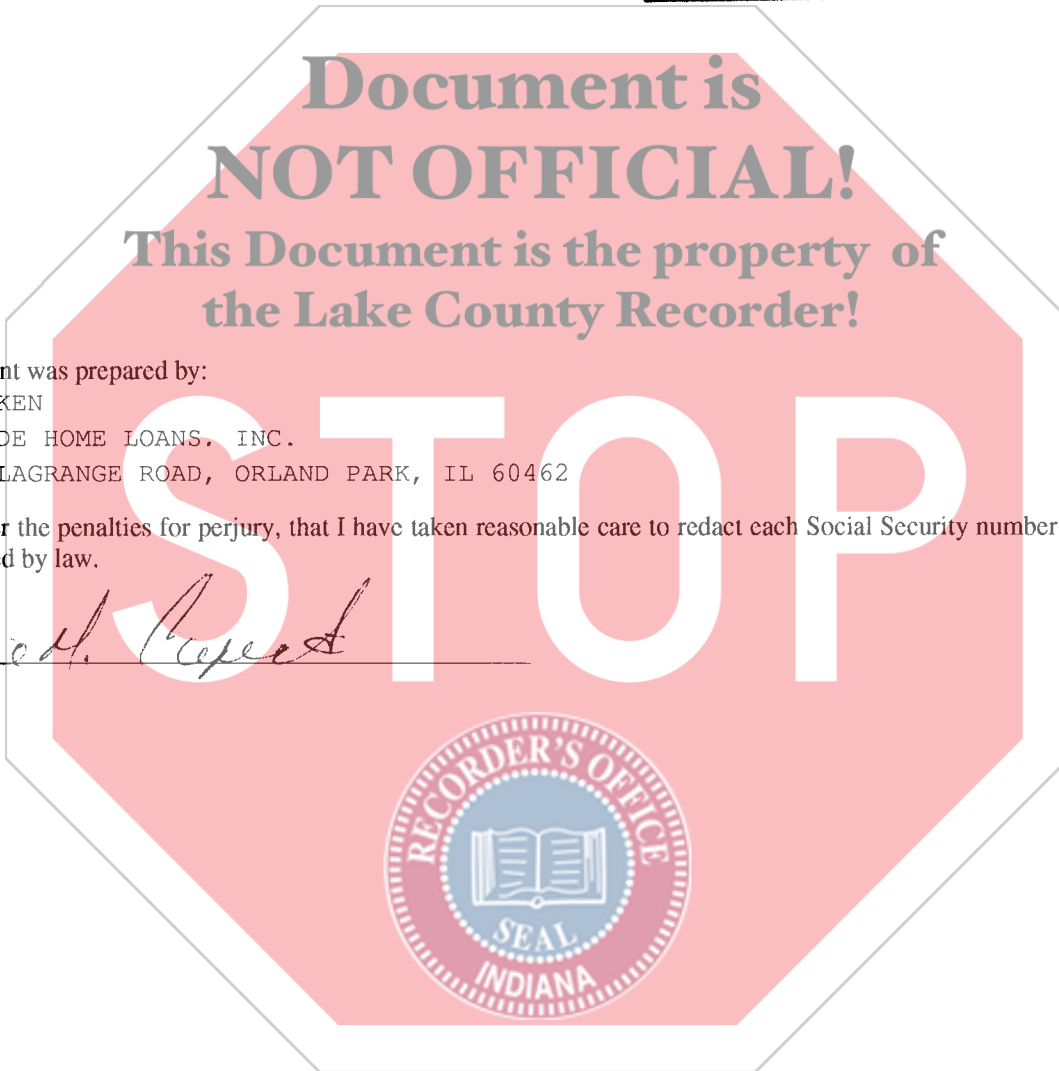 Document is
NOT OFFICIAL!
This Document is the property of
the Lake County Recorder!
nt was prepared by:
KEN
DE HOME LOANS, INC.
LAGRANGE ROAD, ORLAND PARK, IL 60462
r the penalties for perjury, that I have taken reasonable care to redact each Social Security number
ed by law.
STOP
RECORDER'S OFFICE
SEAL
INDIANA